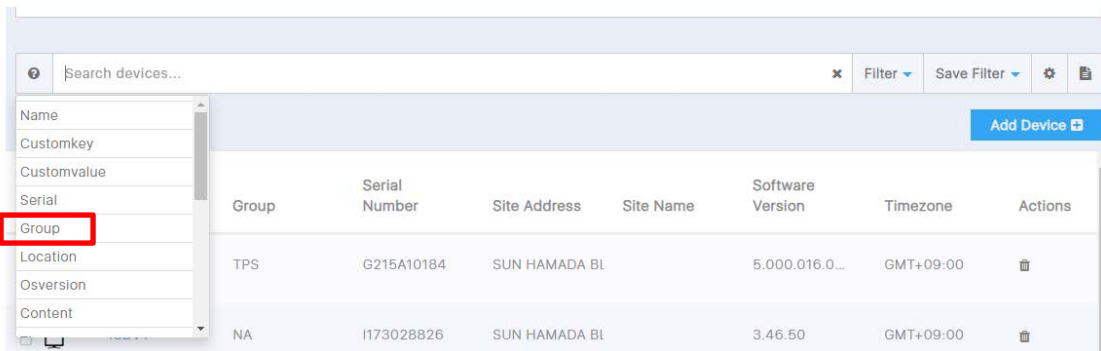 Search devices...
Filter
Save Filter
Add Device
Name
Customkey
Customvalue
Serial
Group
Location
Osversion
Content
Group
Serial
Number
Site Address
Site Name
Software
Version
Timezone
Actions
TPS
G215A10184
SUN HAMADA BL
5.000.016.0...
GMT+09:00
NA
I173028826
SUN HAMADA BL
3.46.50
GMT+09:00